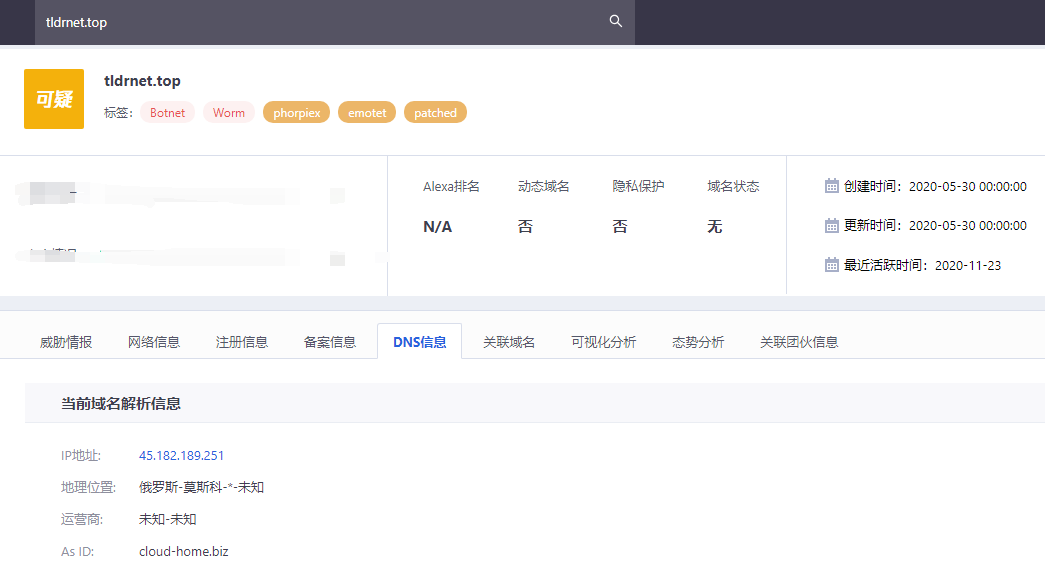 tldrnet.top
可疑
tldrnet.top
标签: Botnet Worm phorpiex emotet patched
Alexa排名 动态域名 隐私保护 域名状态
N/A 否 否 无
创建时间: 2020-05-30 00:00:00
更新时间: 2020-05-30 00:00:00
最近活跃时间: 2020-11-23
威胁情报 网络信息 注册信息 备案信息 DNS信息 关联域名 可视化分析 态势分析 关联团伙信息
当前域名解析信息
IP地址: 45.182.189.251
地理位置: 俄罗斯-莫斯科-*-未知
运营商: 未知-未知
As ID: cloud-home.biz